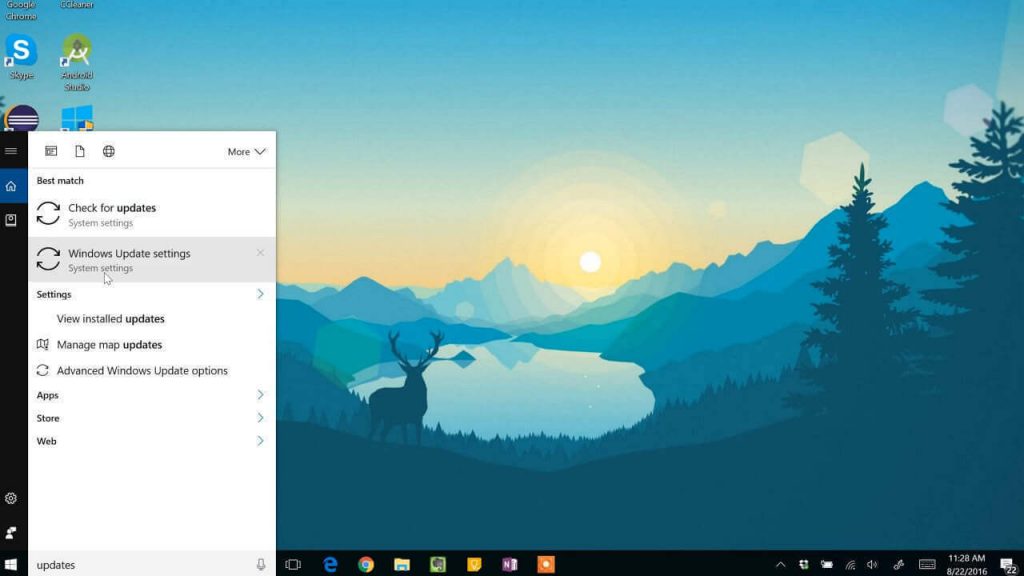 Google
Chrome
CCleaner
S
Skype
Android
Studio
More
Best match
Check for updates
System settings
Windows Update settings
System settings
Settings
View installed updates
Manage map updates
Advanced Windows Update options
Apps
Store
Web
updates
N
11:28 AM
8/22/2016
22